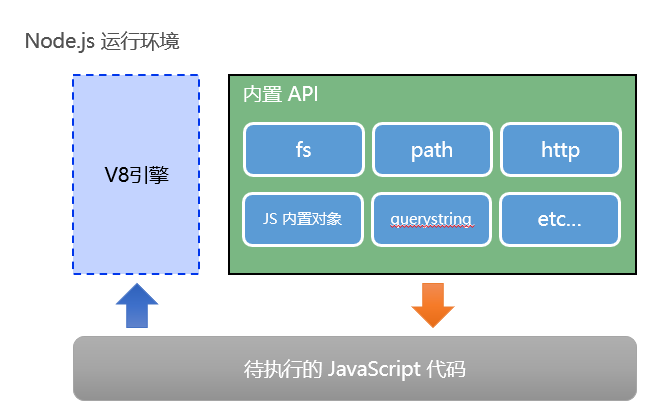 Node.js 运行环境
V8引擎
内置 API
fs
path
http
JS 内置对象
querystring
etc...
待执行的 JavaScript 代码